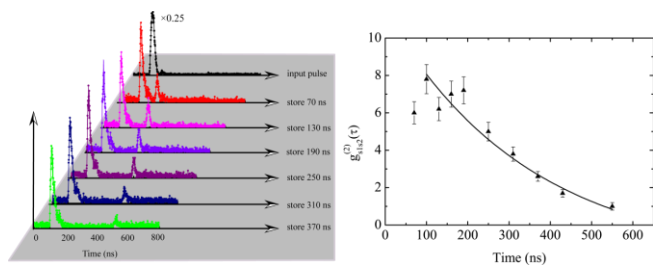 ×0.25
input pulse
store 70 ns
store 130 ns
store 190 ns
store 250 ns
store 310 ns
store 370 ns
0 200 400 600 800
Time (ns)
10
8
6
4
2
0
g_{s1s2}^{(2)}(τ)
0 100 200 300 400 500 600
Time (ns)